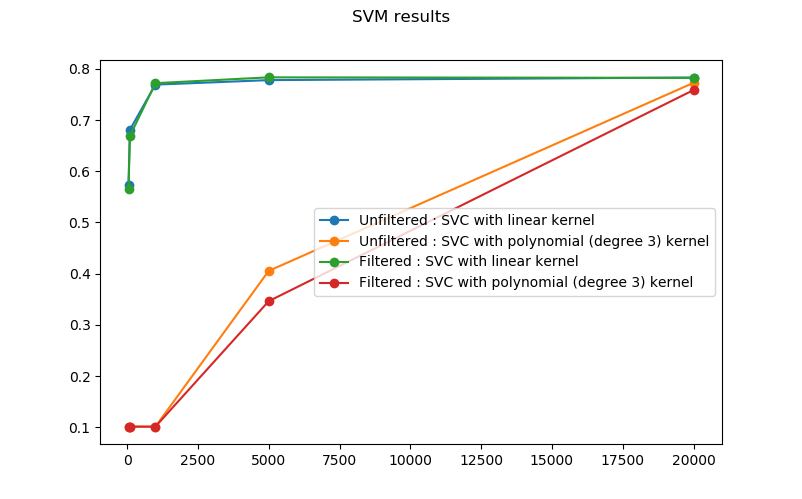 SVM results
0.8
0.7
0.6
0.5
0.4
0.3
0.2
0.1
Unfiltered : SVC with linear kernel
Unfiltered : SVC with polynomial (degree 3) kernel
Filtered : SVC with linear kernel
Filtered : SVC with polynomial (degree 3) kernel
0 2500 5000 7500 10000 12500 15000 17500 20000